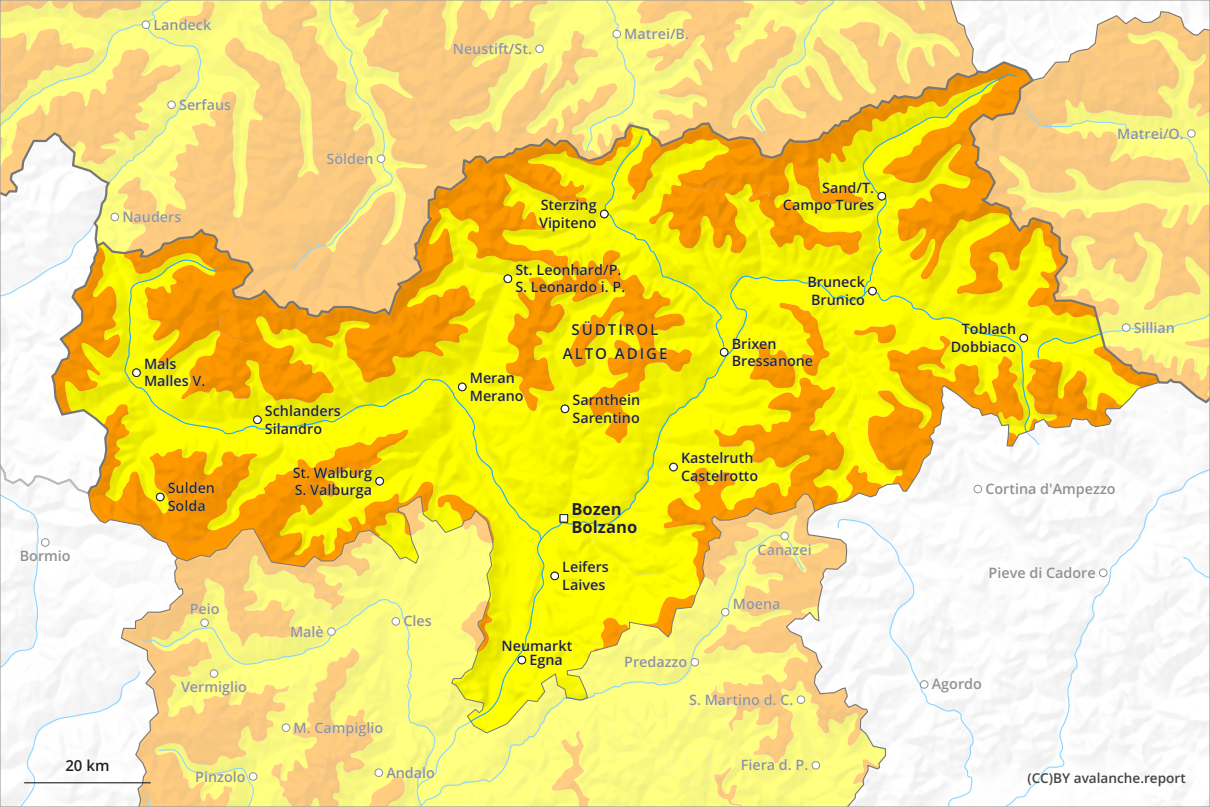 Landeck
Matrei/B.
Neustift/St.
Serfaus
Matrei/O.
Sölden
Sand/T.
Campo Tures
Sterzing
Vipiteno
Nauders
St. Leonhard/P.
S. Leonardo i. P.
Bruneck
Brunico
SÜDTIROL
ALTO ADIGE
Toblach
Dobbiaco
Sillian
Brixen
Bressanone
Mals
Malles V.
Meran
Merano
Sarnthein
Sarentino
Schlanders
Silandro
Kastelruth
Castelrotto
St. Walburg
S. Valburga
Sulden
Solda
Cortina d'Ampezzo
Bozen
Bolzano
Bormio
Canazei
Leifers
Laives
Pieve di Cadore
Peio
Moena
Cles
Malè
Neumarkt
Egna
Predazzo
Vermiglio
Agordo
S. Martino d. C.
M. Campiglio
20 km
Pinzolo
Andalo
Fiera d. P.
(CC)BY avalanche.report